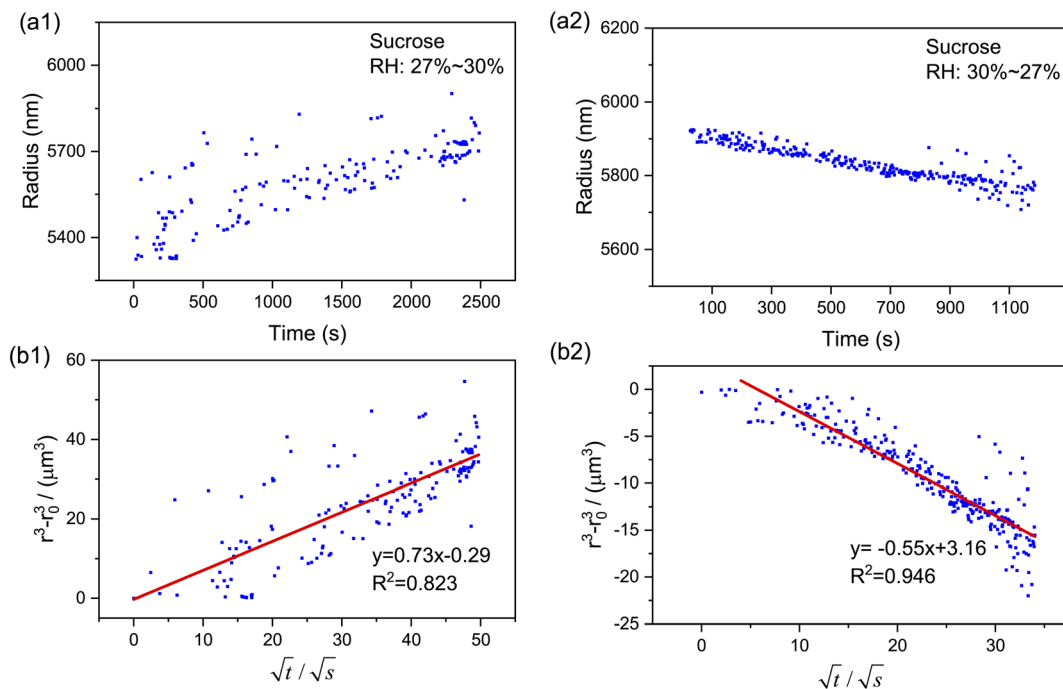 (a1)
Sucrose
RH: 27%~30%
Radius (nm)
6000
5700
5400
0 500 1000 1500 2000 2500
Time (s)
(a2)
Sucrose
RH: 30%~27%
Radius (nm)
6200
6000
5800
5600
100 300 500 700 900 1100
Time (s)
(b1)
r³-r₀³ / (μm³)
60
40
20
0
y=0.73x-0.29
R²=0.823
0 10 20 30 40 50
√t / √s
(b2)
r³-r₀³ / (μm³)
0
-5
-10
-15
-20
-25
y= -0.55x+3.16
R²=0.946
0 10 20 30
√t / √s